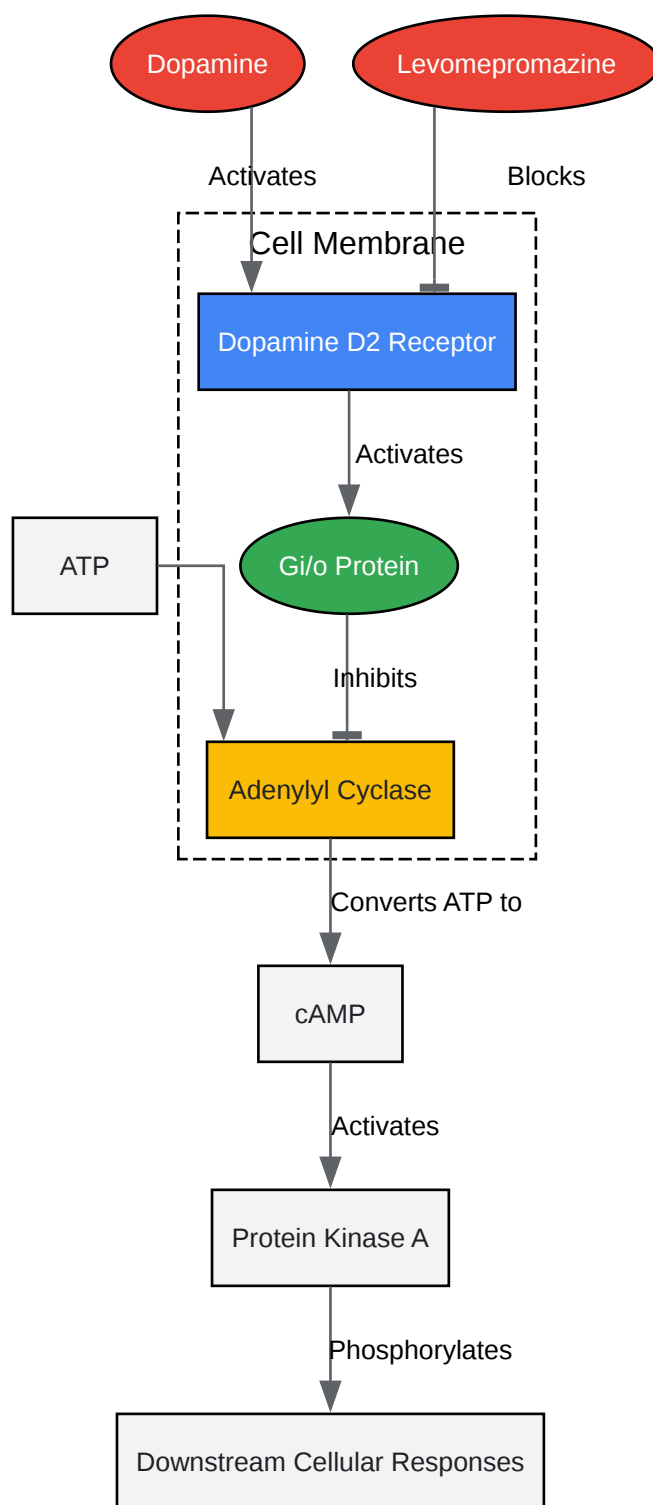 Dopamine
Levomepromazine
Activates
Blocks
Cell Membrane
Dopamine D2 Receptor
Activates
ATP
Gi/o Protein
Inhibits
Adenylyl Cyclase
Converts ATP to
cAMP
Activates
Protein Kinase A
Phosphorylates
Downstream Cellular Responses